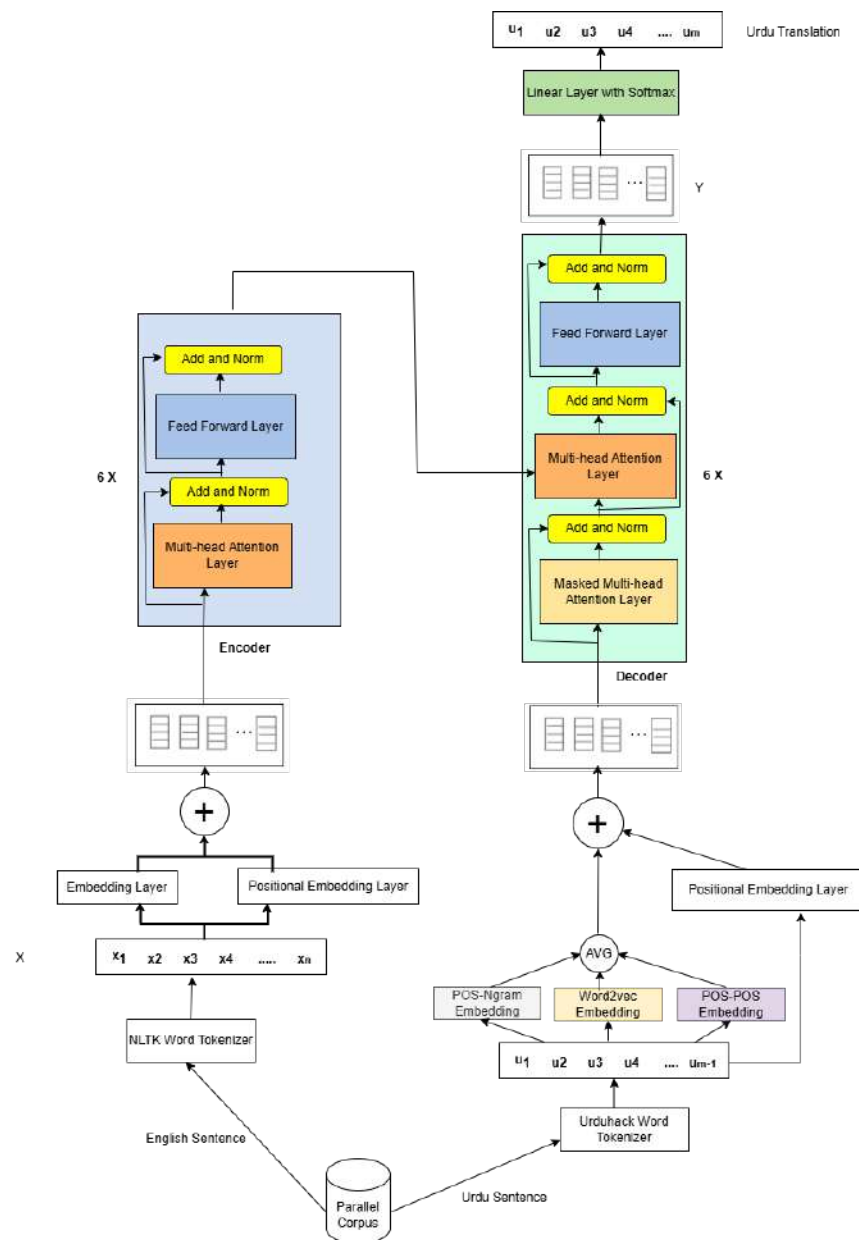 u1 u2 u3 u4 .... um
Urdu Translation
Linear Layer with Softmax
Y
Add and Norm
Feed Forward Layer
Add and Norm
Multi-head Attention
Layer
6 X
Add and Norm
Masked Multi-head
Attention Layer
Decoder
Add and Norm
Feed Forward Layer
6 X
Add and Norm
Multi-head Attention
Layer
Encoder
+
Embedding Layer
Positional Embedding Layer
X
x1 x2 x3 x4 ..... xn
NLTK Word Tokenizer
English Sentence
+
Positional Embedding Layer
AVG
POS-Ngram
Embedding
Word2vec
Embedding
POS-POS
Embedding
u1 u2 u3 u4 .... um-1
Urduhack Word
Tokenizer
Urdu Sentence
Parallel
Corpus